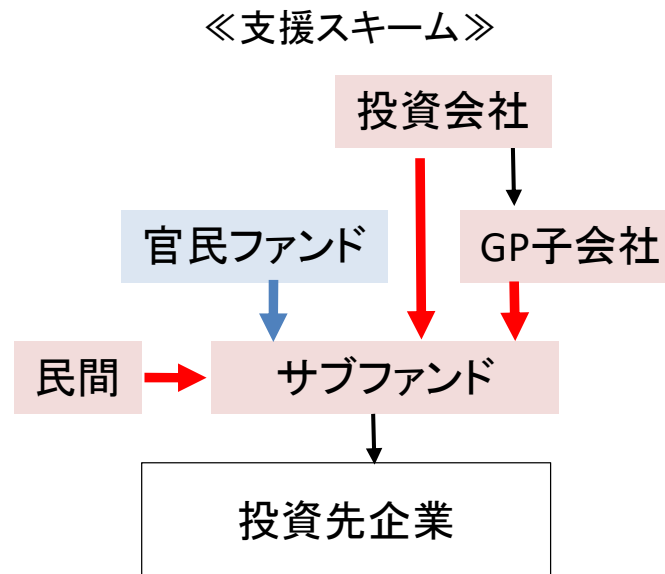 ≪支援スキーム≫
投資会社
官民ファンド
GP子会社
民間
サブファンド
投資先企業